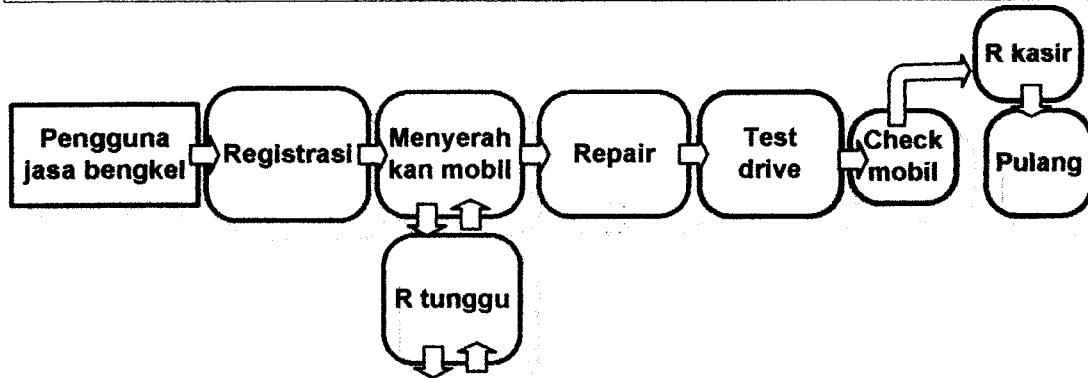 Pengguna
jasa bengkel
Registrasi
Menyerah
kan mobil
Repair
Test
drive
Check
mobil
R kasir
Pulang
R tunggu